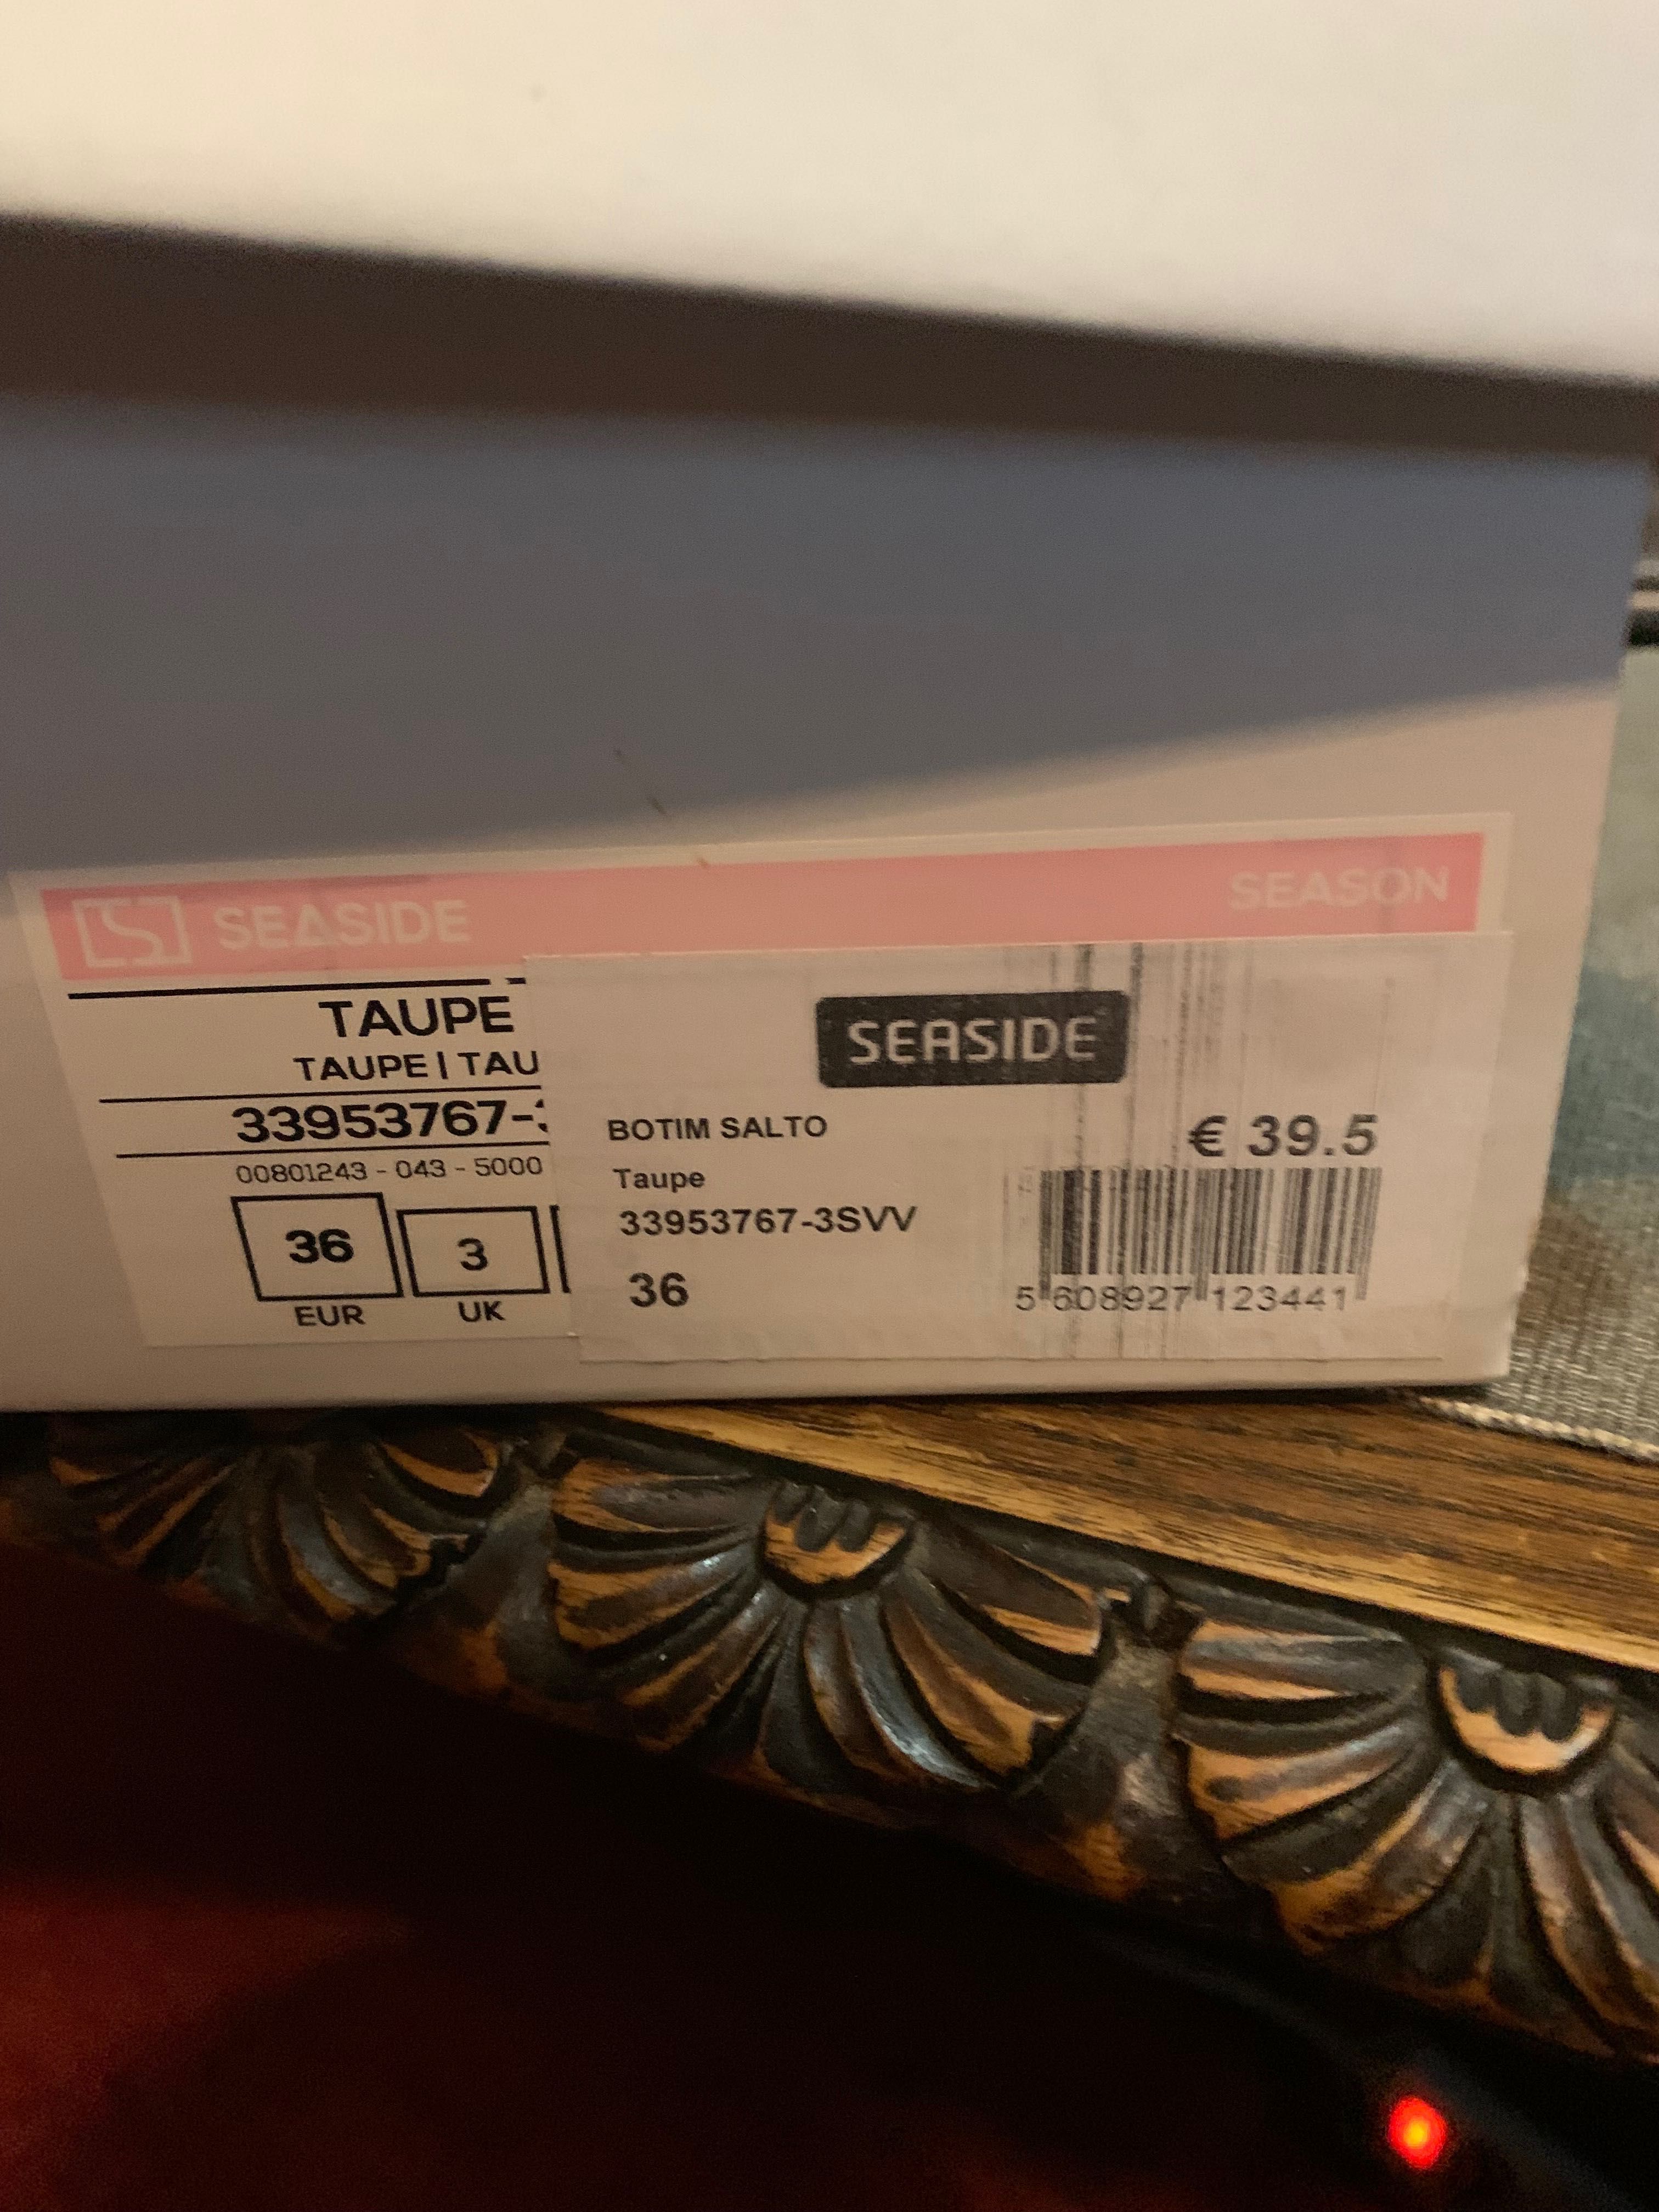 SEASIDE
SEASON
TAUPE
TAUPE | TAU
33953767-
00801243 - 043 - 5000
36
3
EUR
UK
SEASIDE
BOTIM SALTO
€ 39.5
Taupe
33953767-3SVV
36
5 608927 123441